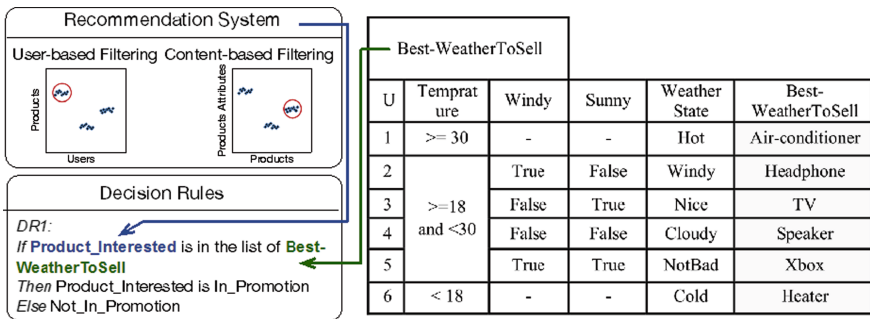 Recommendation System
User-based Filtering
Content-based Filtering
Products
Users
Products Attributes
Products
Decision Rules
DR1:
If Product_Interested is in the list of Best-
WeatherToSell
Then Product_Interested is In_Promotion
Else Not_In_Promotion
Best-WeatherToSell
U Temprat
ure Windy Sunny Weather
State Best-
WeatherToSell
1 >= 30 - - Hot Air-conditioner
2 >=18
and <30 True False Windy Headphone
3 False True Nice TV
4 False False Cloudy Speaker
5 True True NotBad Xbox
6 < 18 - - Cold Heater